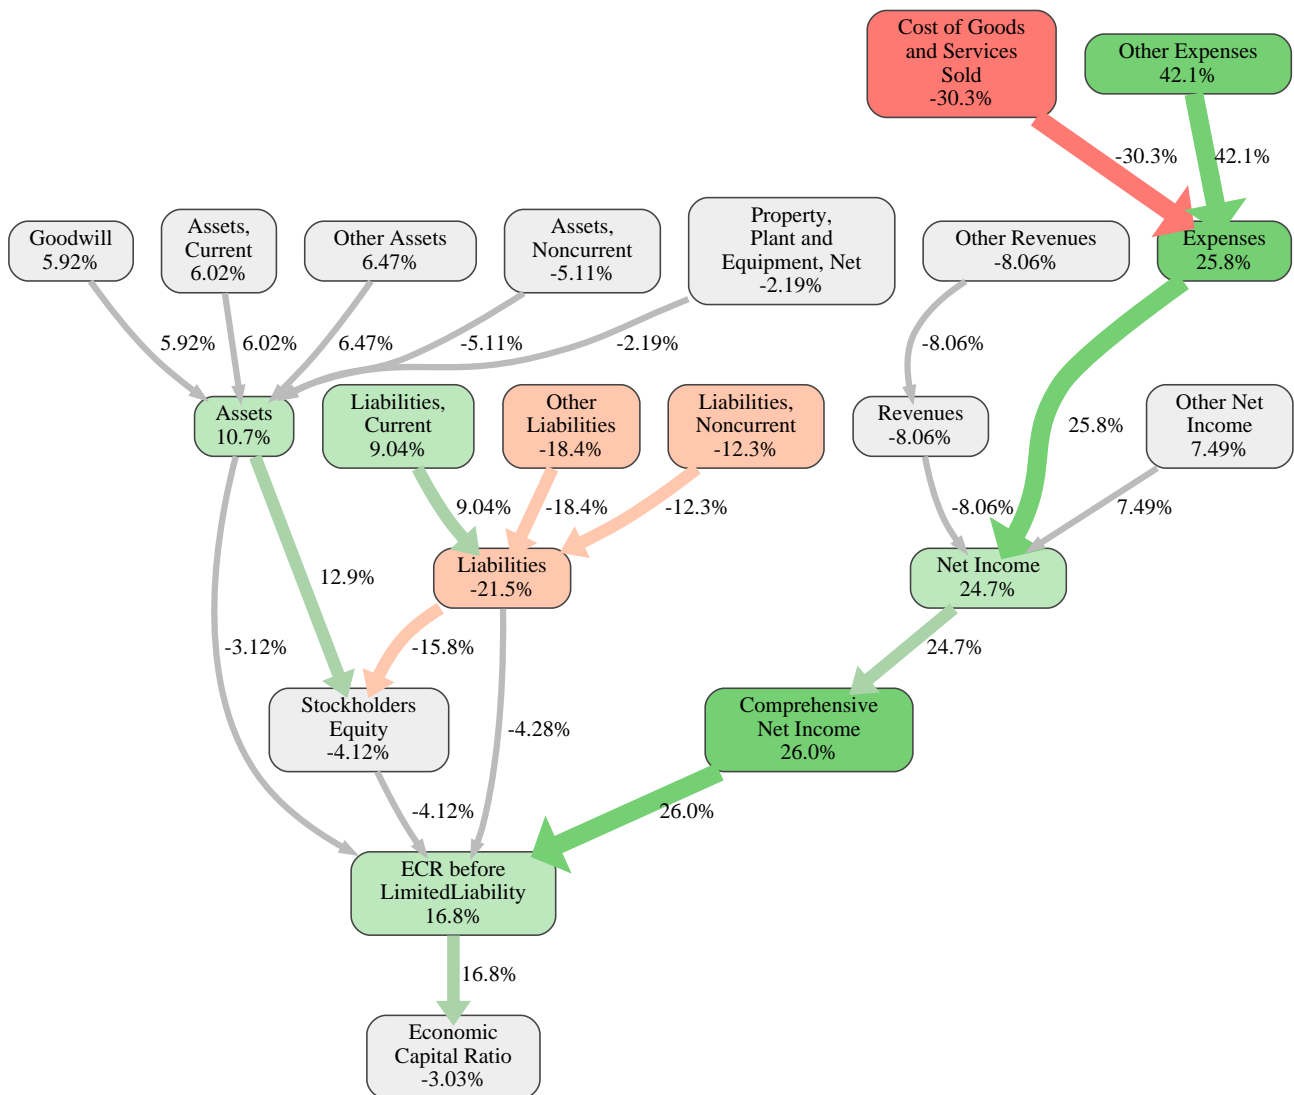 Cost of Goods
and Services
Sold
-30.3%
Other Expenses
42.1%
-30.3%
42.1%
Goodwill
5.92%
Assets,
Current
6.02%
Other Assets
6.47%
Assets,
Noncurrent
-5.11%
Property,
Plant and
Equipment, Net
-2.19%
Other Revenues
-8.06%
Expenses
25.8%
5.92%
6.02%
6.47%
-5.11%
-2.19%
-8.06%
25.8%
Assets
10.7%
Liabilities,
Current
9.04%
Other
Liabilities
-18.4%
Liabilities,
Noncurrent
-12.3%
Revenues
-8.06%
Other Net
Income
7.49%
9.04%
-18.4%
-12.3%
-8.06%
7.49%
12.9%
Liabilities
-21.5%
Net Income
24.7%
-3.12%
-15.8%
24.7%
Stockholders
Equity
-4.12%
-4.28%
Comprehensive
Net Income
26.0%
-4.12%
26.0%
ECR before
LimitedLiability
16.8%
16.8%
Economic
Capital Ratio
-3.03%